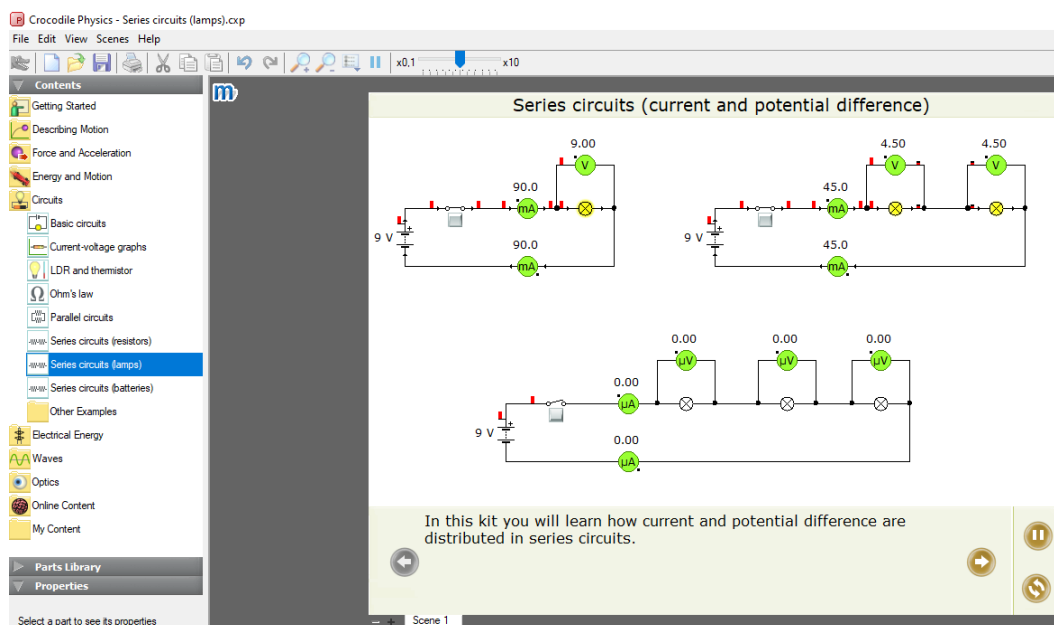 Crocodile Physics - Series circuits (lamps).cxp
File Edit View Scenes Help
x0,1 x10
Contents
Getting Started
Describing Motion
Force and Acceleration
Energy and Motion
Circuits
Basic circuits
Current-voltage graphs
LDR and thermistor
Ohm's law
Parallel circuits
Series circuits (resistors)
Series circuits (lamps)
Series circuits (batteries)
Other Examples
Electrical Energy
Waves
Optics
Online Content
My Content
Parts Library
Properties
Select a part to see its properties
m
Series circuits (current and potential difference)
9.00
V
90.0
mA
9 V
90.0
mA
4.50 4.50
V V
45.0
mA
9 V
45.0
mA
0.00 0.00 0.00
µV µV µV
0.00
µA
9 V
0.00
µA
In this kit you will learn how current and potential difference are
distributed in series circuits.
Scene 1